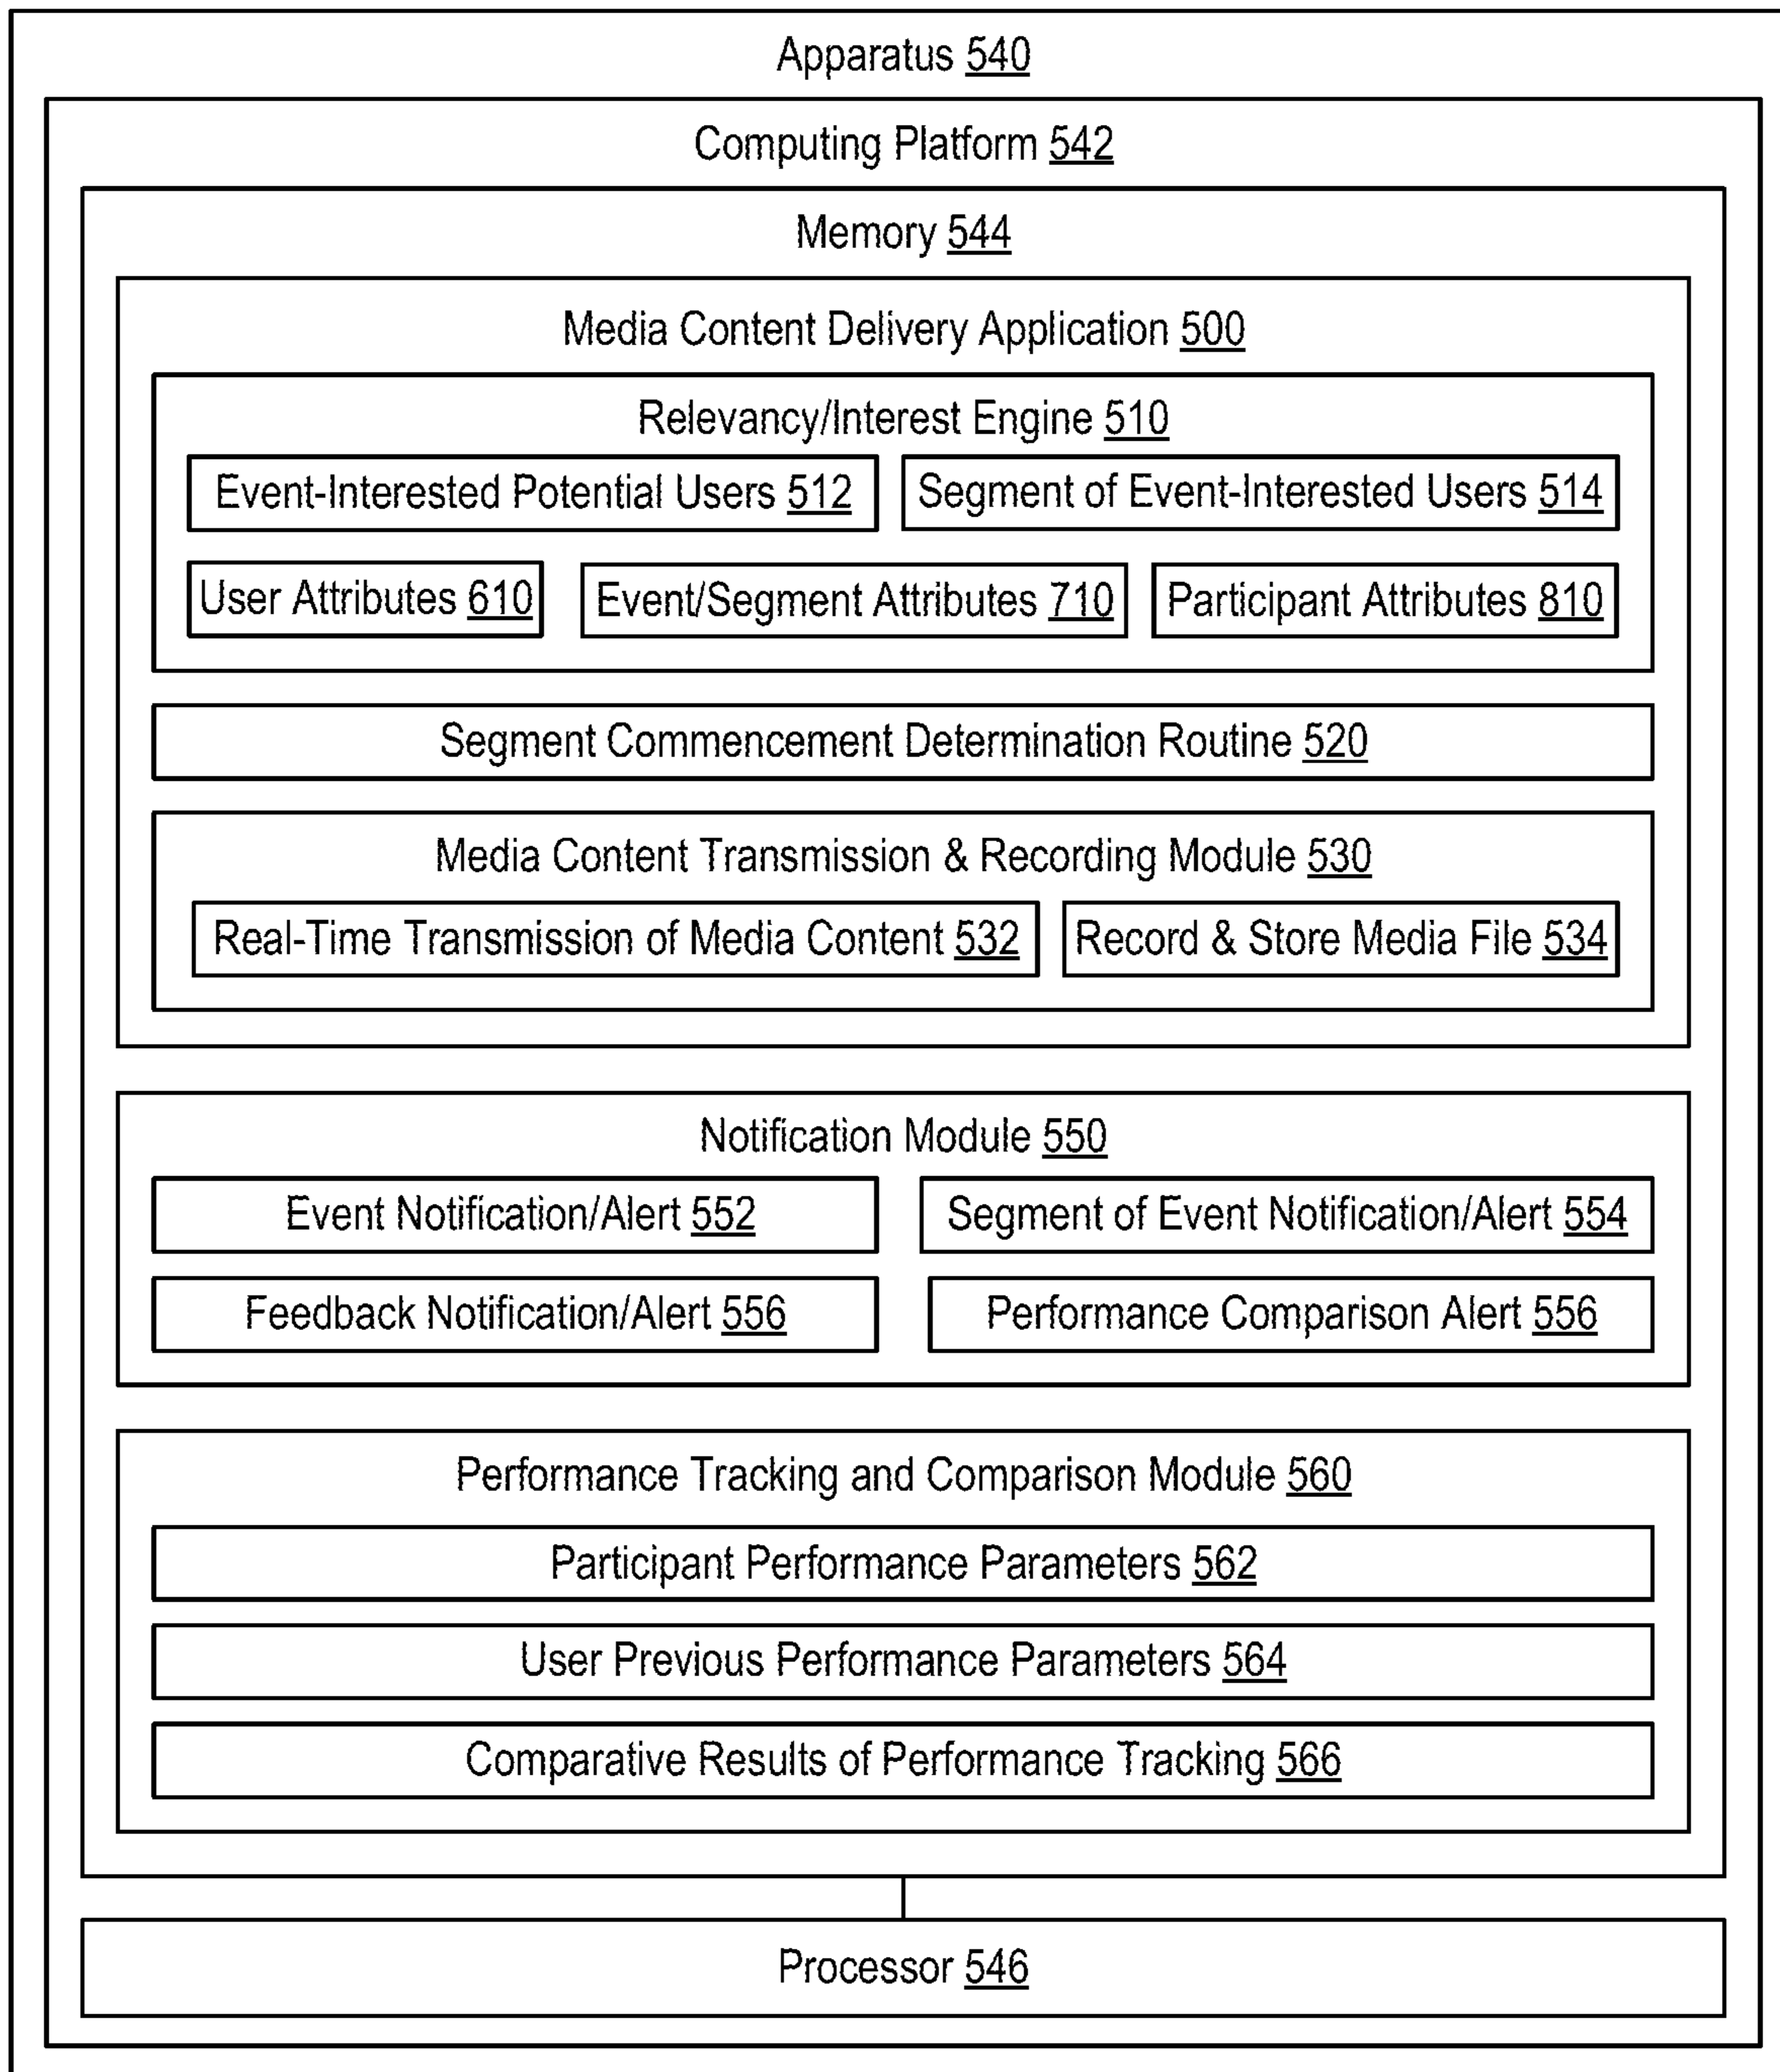 Apparatus 540
Computing Platform 542
Memory 544
Media Content Delivery Application 500
Relevancy/Interest Engine 510
Event-Interested Potential Users 512
Segment of Event-Interested Users 514
User Attributes 610
Event/Segment Attributes 710
Participant Attributes 810
Segment Commencement Determination Routine 520
Media Content Transmission & Recording Module 530
Real-Time Transmission of Media Content 532
Record & Store Media File 534
Notification Module 550
Event Notification/Alert 552
Segment of Event Notification/Alert 554
Feedback Notification/Alert 556
Performance Comparison Alert 556
Performance Tracking and Comparison Module 560
Participant Performance Parameters 562
User Previous Performance Parameters 564
Comparative Results of Performance Tracking 566
Processor 546